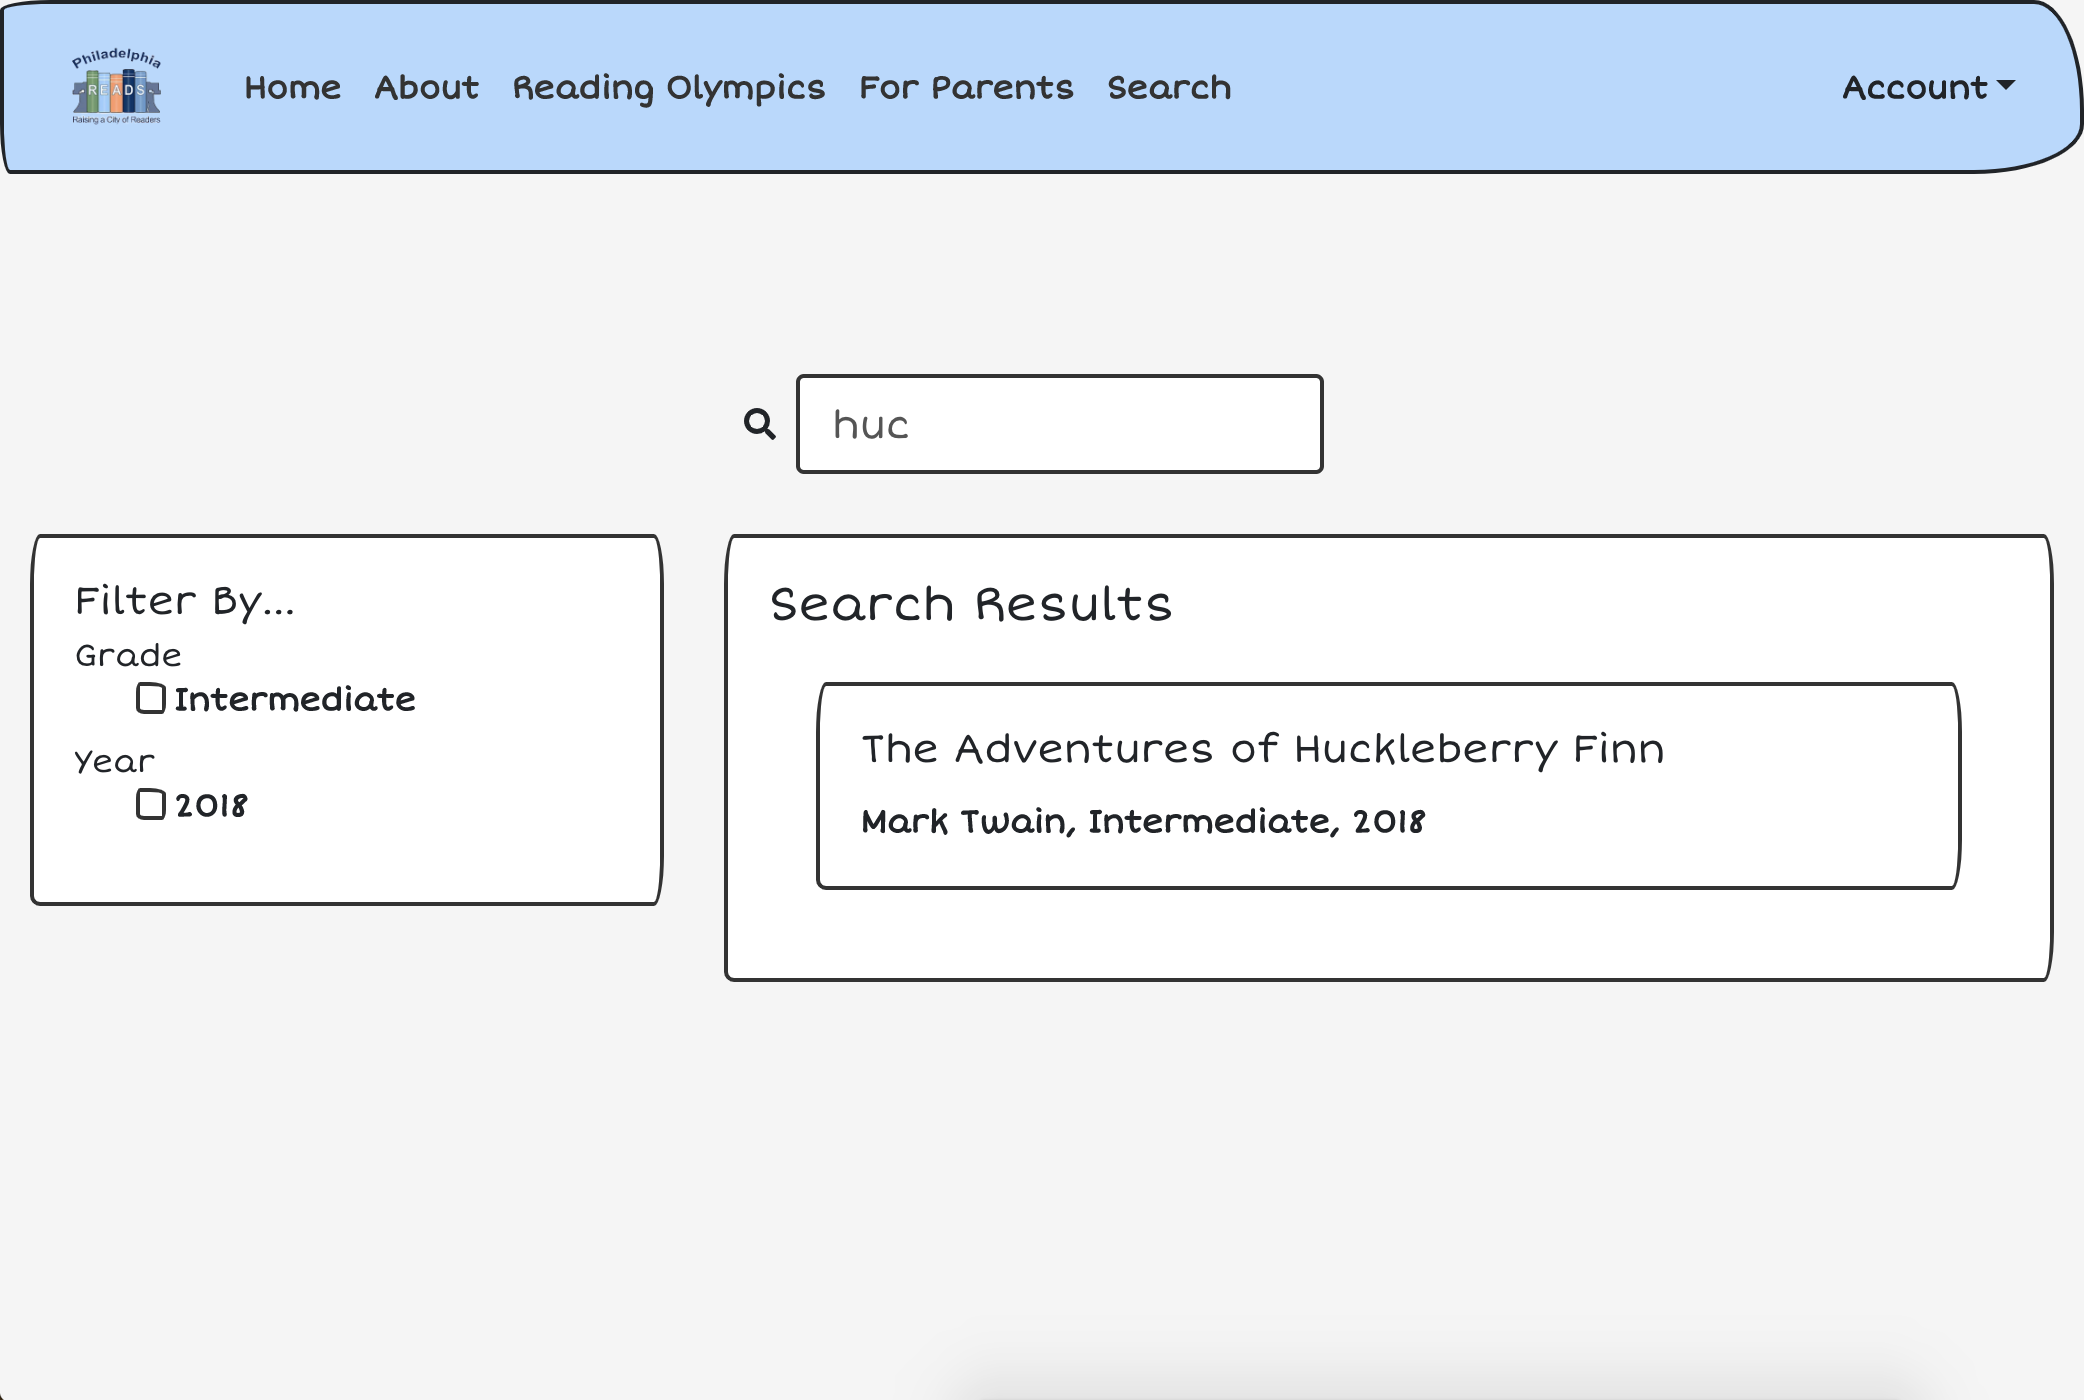 Philadelphia
READS
Raising a City of Readers
Home About Reading Olympics For Parents Search
Account
huc
Filter By...
Grade
Intermediate
Year
2018
Search Results
The Adventures of Huckleberry Finn
Mark Twain, Intermediate, 2018